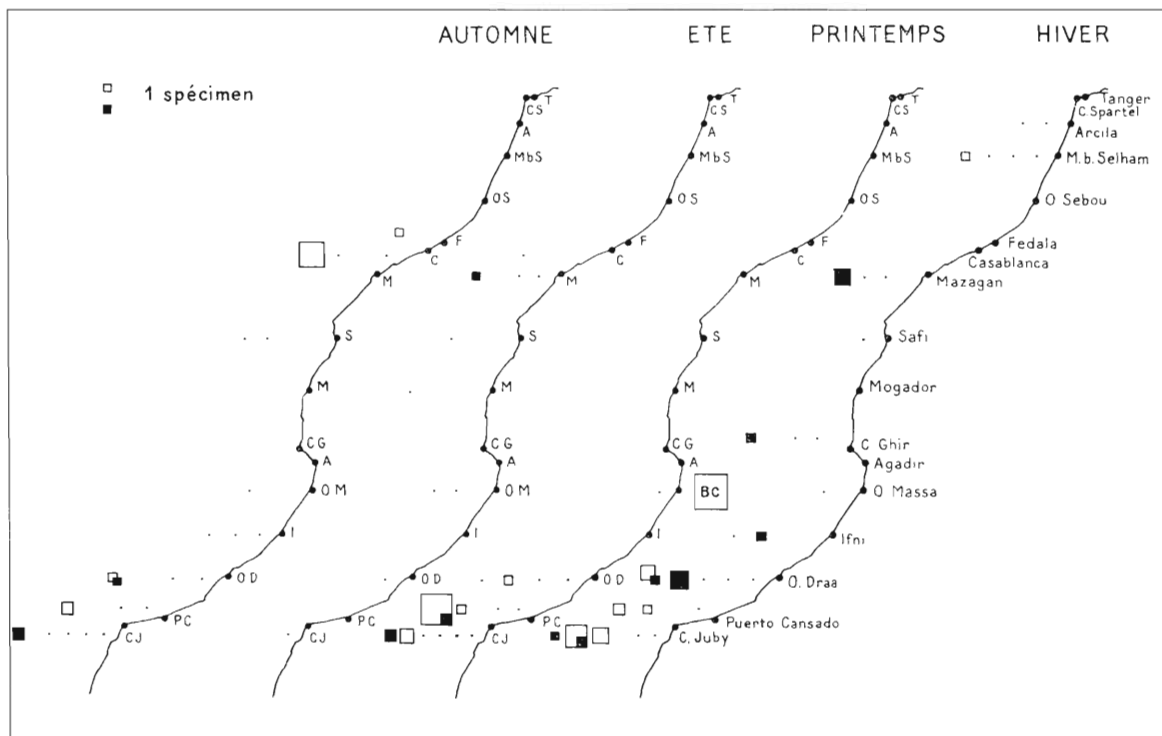 AUTOMNE ETE PRINTEMPS HIVER
1 spécimen
T T Tanger
CS CS C.Spartel
A A A Arcila
MbS MbS MbS M.b.Selham
OS OS OS O Sebou
F F F Fedala
C C C Casablanca
M M M Mazagan
S S S Safi
M M M Mogador
CG CG CG C Ghir
A A A Agadir
OM OM BC O Massa
I I I Ifni
OD OD OD O. Draa
PC PC PC Puerto Cansado
CJ CJ CJ C. Juby